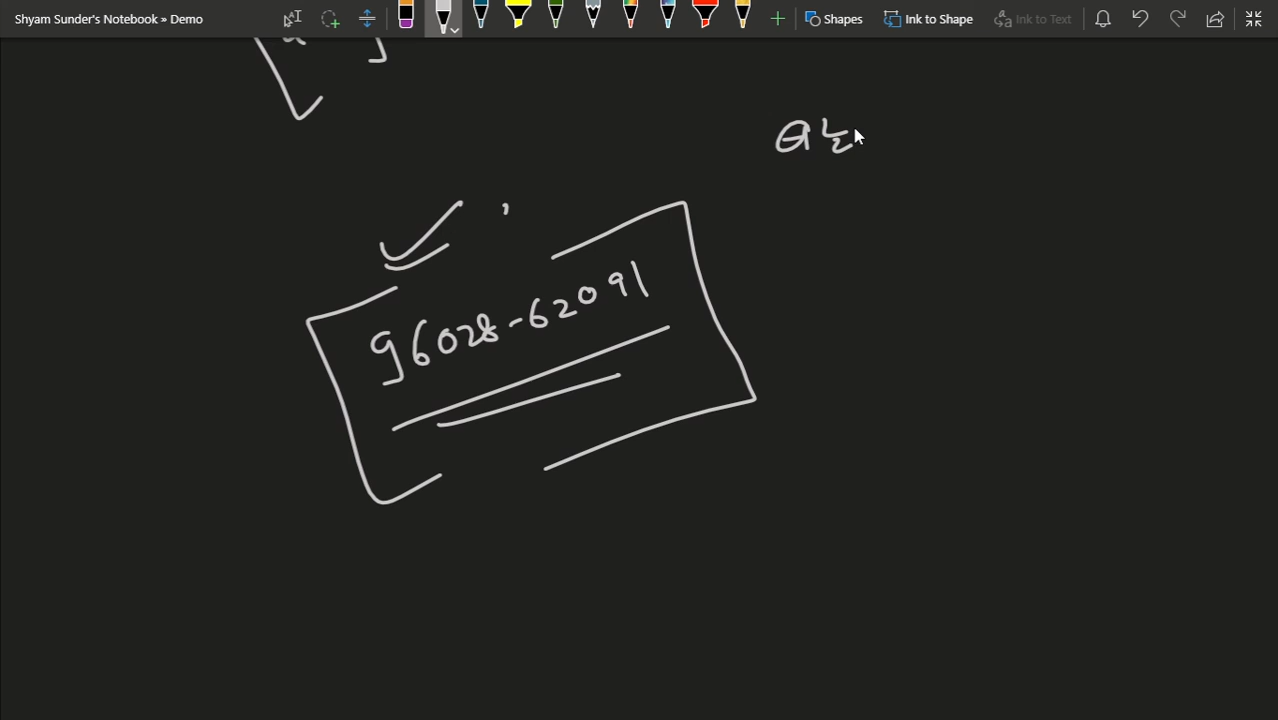 Shyam Sunder's Notebook » Demo
Shapes
Ink to Shape
Ink to Text
96028-62091